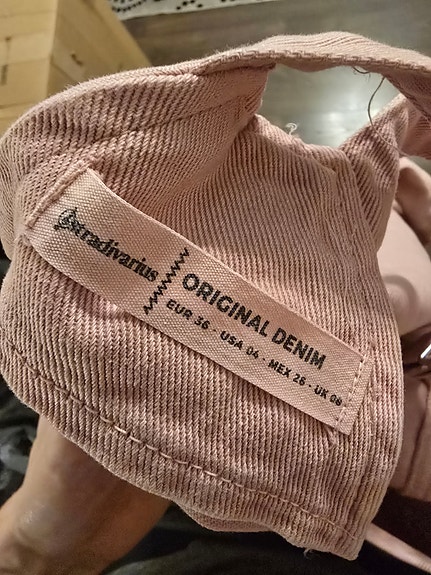 stradivarius
ORIGINAL DENIM
EUR 36 - USA 04 - MEX 26 - UK 08